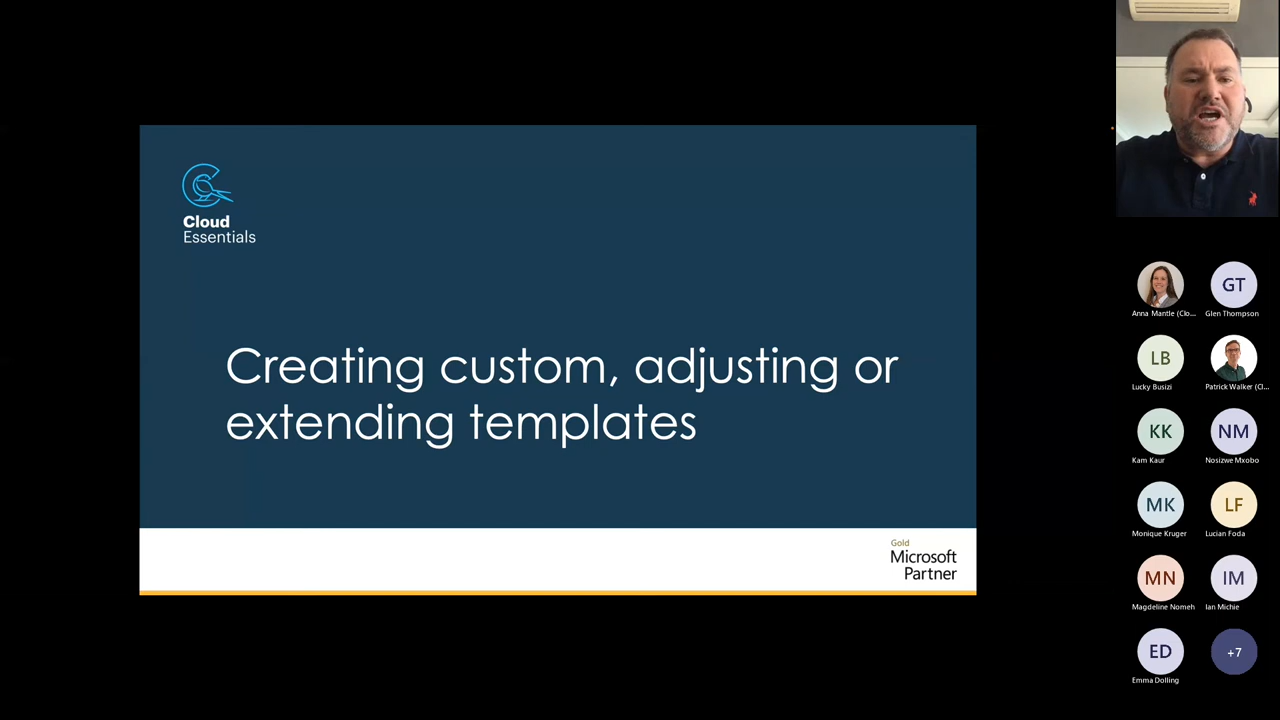 Cloud
Essentials
Creating custom, adjusting or
extending templates
Gold
Microsoft
Partner
Anna Mantle (Clo...
GT
Glen Thompson
LB
Lucky Busizi
Patrick Walker (Cl...
KK
Kam Kaur
NM
Nosizwe Mxobo
MK
Monique Kruger
LF
Lucian Foda
MN
Magdeline Nomeh
IM
Ian Michie
ED
Emma Dolling
+7